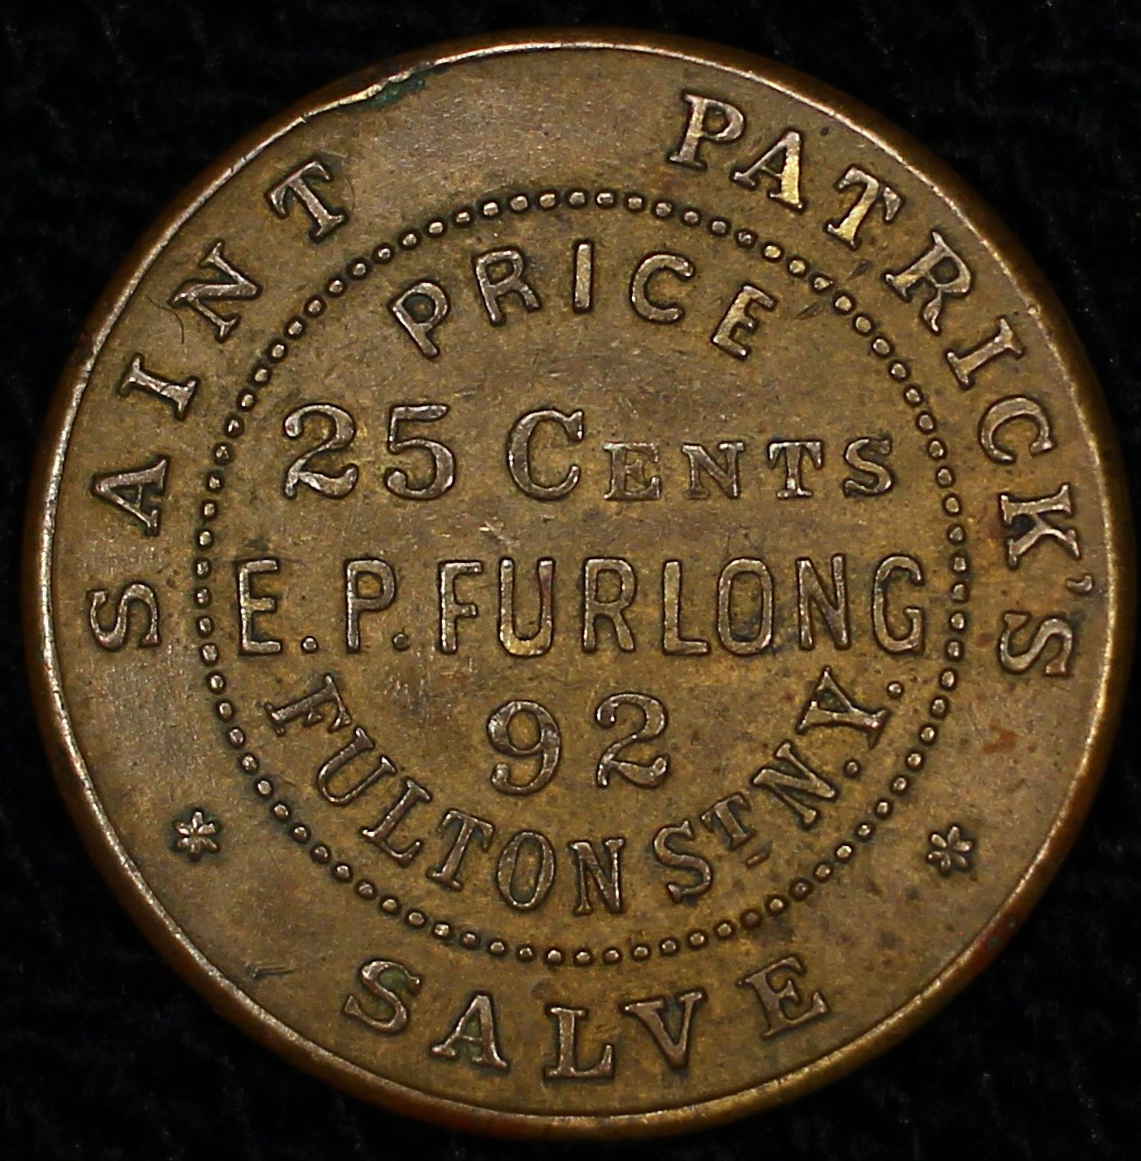 SAINT PATRICK'S
PRICE
25 CENTS
E. P. FURLONG
92
FULTON ST N.Y.
* SALVE *